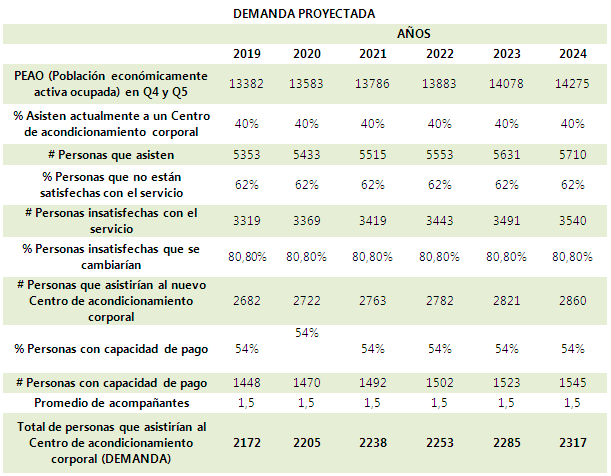 DEMANDA PROYECTADA
AÑOS
2019 2020 2021 2022 2023 2024
PEAO (Población económicamente
activa ocupada) en Q4 y Q5 13382 13583 13786 13883 14078 14275
% Asisten actualmente a un Centro
de acondicionamiento corporal 40% 40% 40% 40% 40% 40%
# Personas que asisten 5353 5433 5515 5553 5631 5710
% Personas que no están
satisfechas con el servicio 62% 62% 62% 62% 62% 62%
# Personas insatisfechas con el
servicio 3319 3369 3419 3443 3491 3540
% Personas insatisfechas que se
cambiarían 80,80% 80,80% 80,80% 80,80% 80,80% 80,80%
# Personas que asistirían al nuevo
Centro de acondicionamiento 2682 2722 2763 2782 2821 2860
corporal
54%
% Personas con capacidad de pago 54% 54% 54% 54% 54%
# Personas con capacidad de pago 1448 1470 1492 1502 1523 1545
Promedio de acompañantes 1,5 1,5 1,5 1,5 1,5 1,5
Total de personas que asistirían al
Centro de acondicionamiento 2172 2205 2238 2253 2285 2317
corporal (DEMANDA)